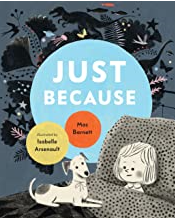 JUST
BECAUSE
Mac
Barnett
illustrated by
Isabelle
Arsenault